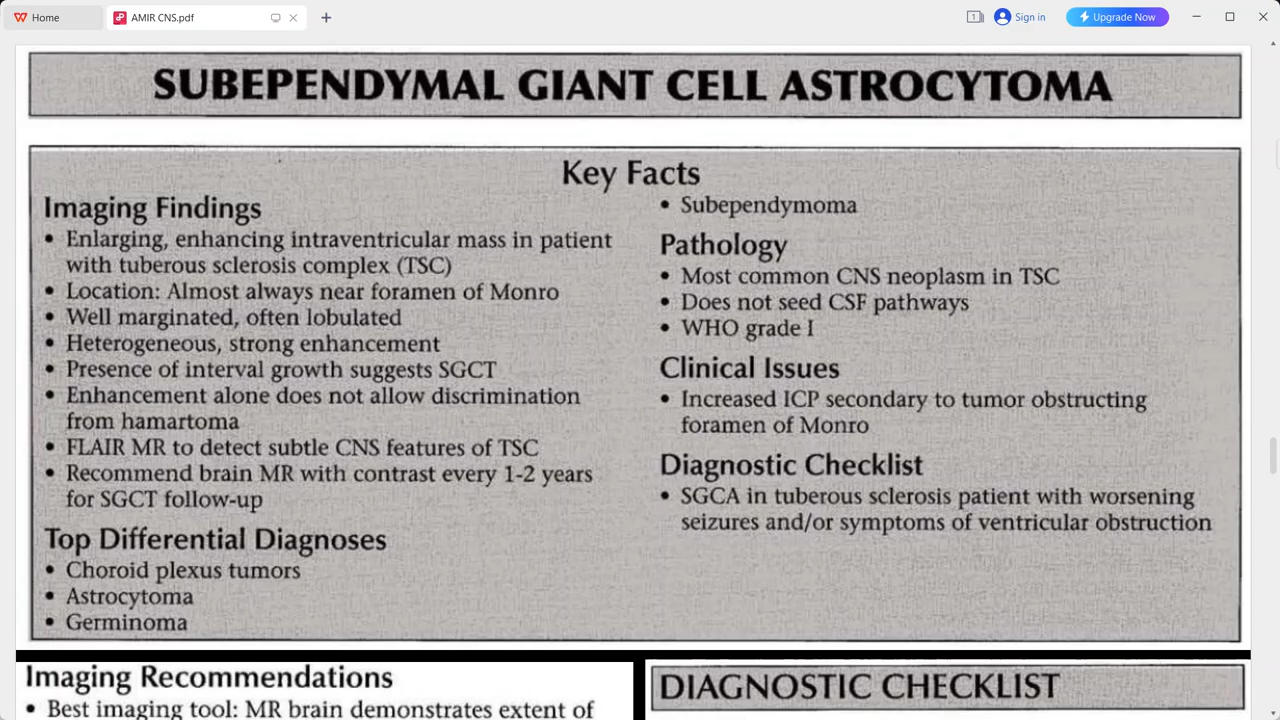 Home
AMIR CNS.pdf
1
Sign in
Upgrade Now
SUBEPENDYMAL GIANT CELL ASTROCYTOMA
Key Facts
Imaging Findings
• Enlarging, enhancing intraventricular mass in patient
with tuberous sclerosis complex (TSC)
• Location: Almost always near foramen of Monro
• Well marginated, often lobulated
• Heterogeneous, strong enhancement
• Presence of interval growth suggests SGCT
• Enhancement alone does not allow discrimination
from hamartoma
• FLAIR MR to detect subtle CNS features of TSC
• Recommend brain MR with contrast every 1-2 years
for SGCT follow-up
Top Differential Diagnoses
• Choroid plexus tumors
• Astrocytoma
• Germinoma
• Subependymoma
Pathology
• Most common CNS neoplasm in TSC
• Does not seed CSF pathways
• WHO grade I
Clinical Issues
• Increased ICP secondary to tumor obstructing
foramen of Monro
Diagnostic Checklist
• SGCA in tuberous sclerosis patient with worsening
seizures and/or symptoms of ventricular obstruction
Imaging Recommendations
• Best imaging tool: MR brain demonstrates extent of
DIAGNOSTIC CHECKLIST